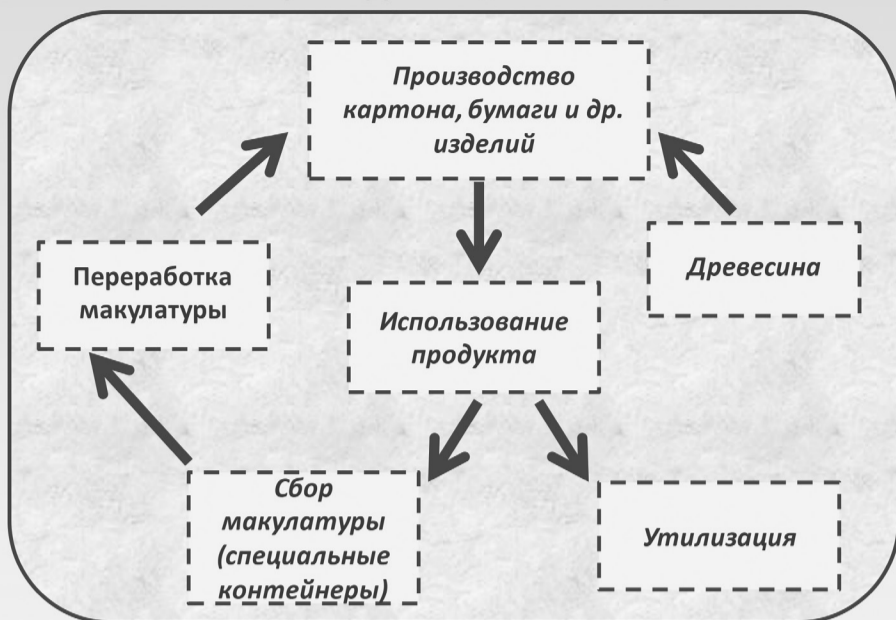 Производство
картона, бумаги и др.
изделий
Переработка
макулатуры
Древесина
Использование
продукта
Сбор
макулатуры
(специальные
контейнеры)
Утилизация